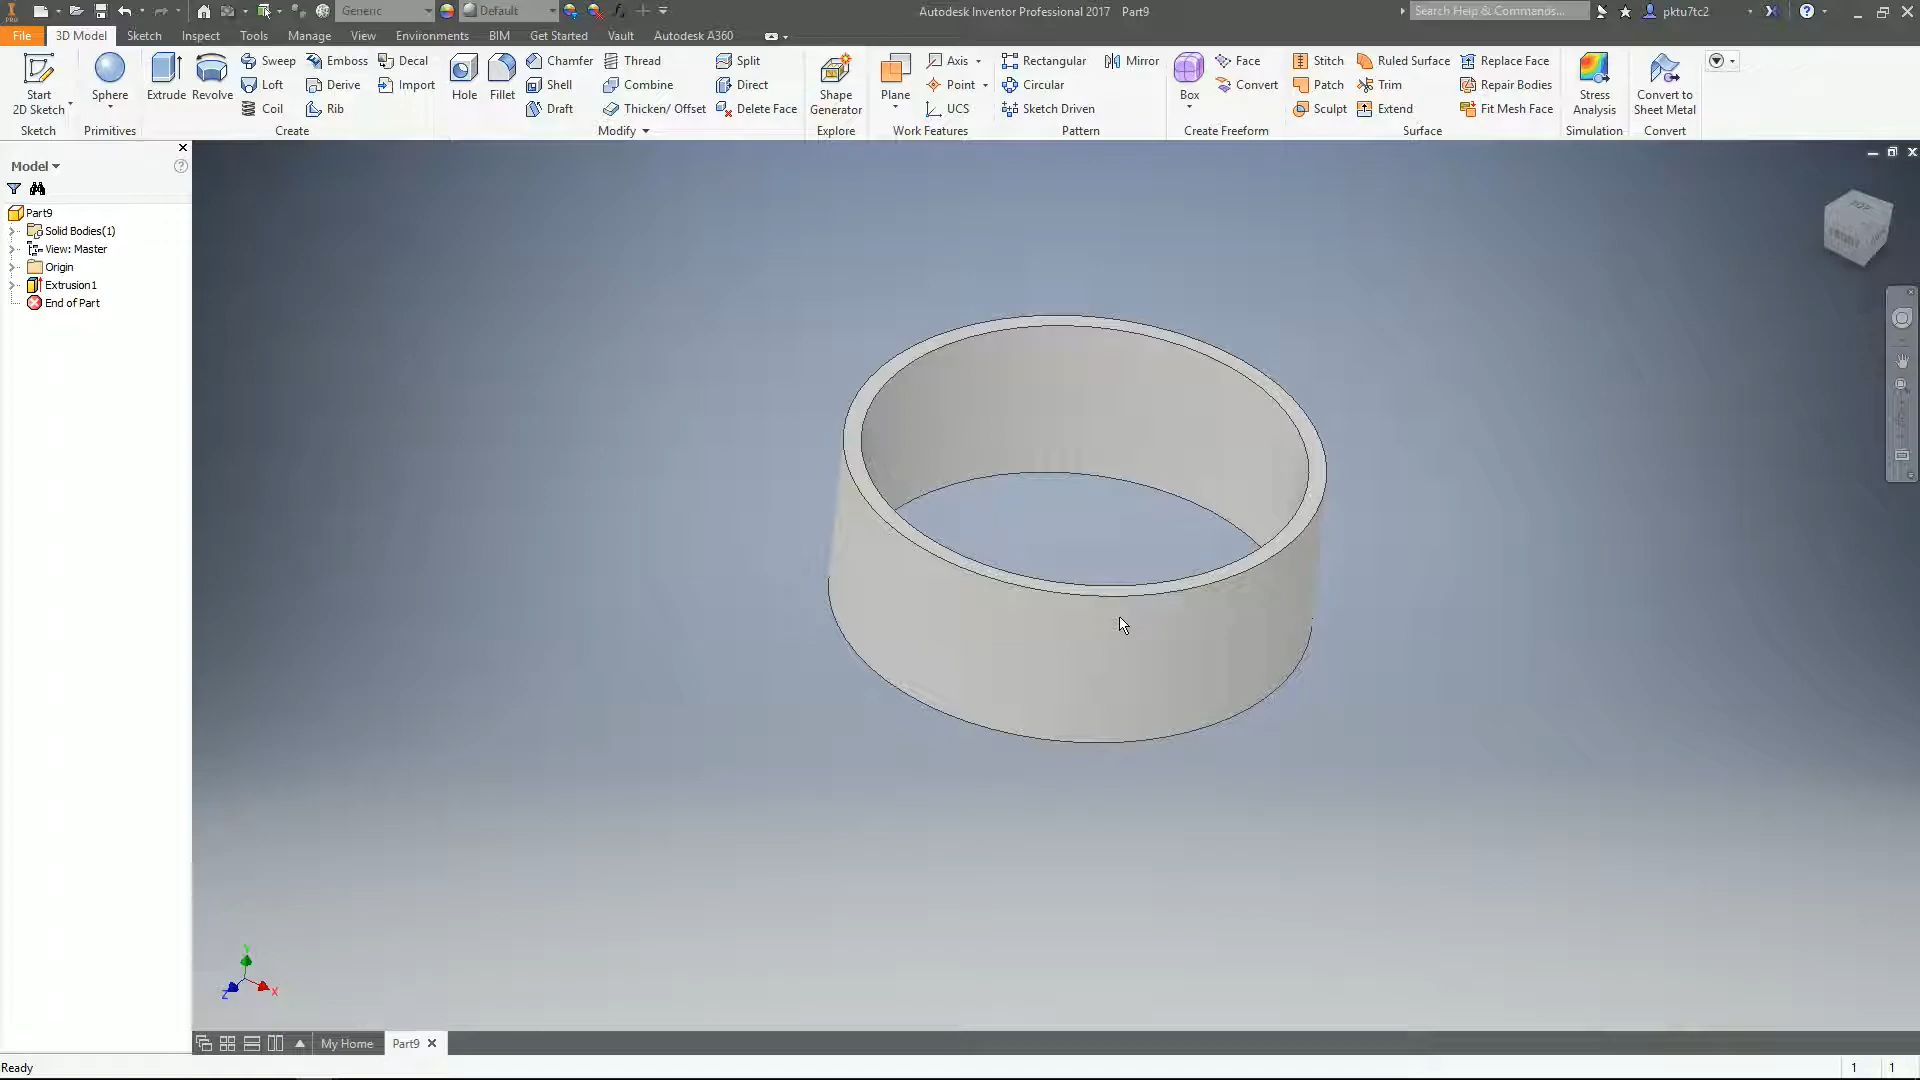 PRO Generic Default Autodesk Inventor Professional 2017 Part9 Search Help & Commands... pktu7tc2
File 3D Model Sketch Inspect Tools Manage View Environments BIM Get Started Vault Autodesk A360
Start
2D Sketch
Sketch
Sphere
Primitives
Extrude Revolve Sweep Emboss Decal
Loft Derive Import
Coil Rib
Create
Hole Fillet Chamfer Thread Split
Shell Combine Direct
Draft Thicken/ Offset Delete Face
Modify
Shape
Generator
Explore
Plane Axis
Point
UCS
Work Features
Rectangular Mirror
Circular
Sketch Driven
Pattern
Box Face
Convert
Create Freeform
Stitch Ruled Surface Replace Face
Patch Trim Repair Bodies
Sculpt Extend Fit Mesh Face
Surface
Stress
Analysis
Simulation
Convert to
Sheet Metal
Convert
Model
Part9
Solid Bodies(1)
View: Master
Origin
Extrusion1
End of Part
TOP
FRONT
Y
Z X
My Home Part9
Ready 1 1